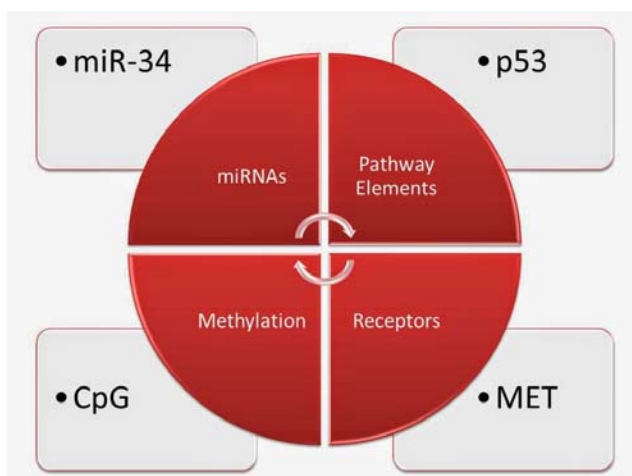 • miR-34
• p53
miRNAs
Pathway
Elements
Methylation
Receptors
• CpG
• MET